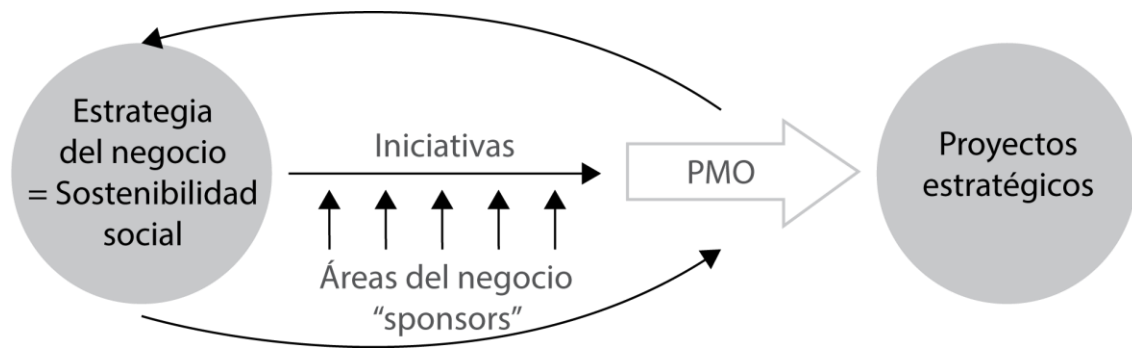 Estrategia
del negocio
= Sostenibilidad
social
Iniciativas
Áreas del negocio
“sponsors”
PMO
Proyectos
estratégicos